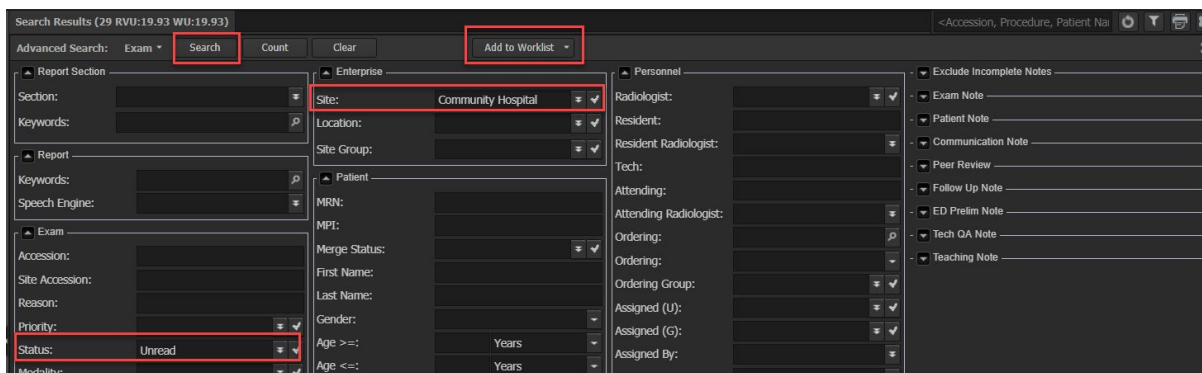 Search Results (29 RVU:19.93 WU:19.93)
<Accession, Procedure, Patient Nai
Advanced Search: Exam Search Count Clear Add to Worklist
Report Section
Section:
Keywords:
Report
Keywords:
Speech Engine:
Exam
Accession:
Site Accession:
Reason:
Priority:
Status: Unread
Modality:
Enterprise
Site: Community Hospital
Location:
Site Group:
Patient
MRN:
MPI:
Merge Status:
First Name:
Last Name:
Gender:
Age >=: Years
Age <=: Years
Personnel
Radiologist:
Resident:
Resident Radiologist:
Tech:
Attending:
Attending Radiologist:
Ordering:
Ordering:
Ordering Group:
Assigned (U):
Assigned (G):
Assigned By:
Exclude Incomplete Notes
Exam Note
Patient Note
Communication Note
Peer Review
Follow Up Note
ED Prelim Note
Tech QA Note
Teaching Note